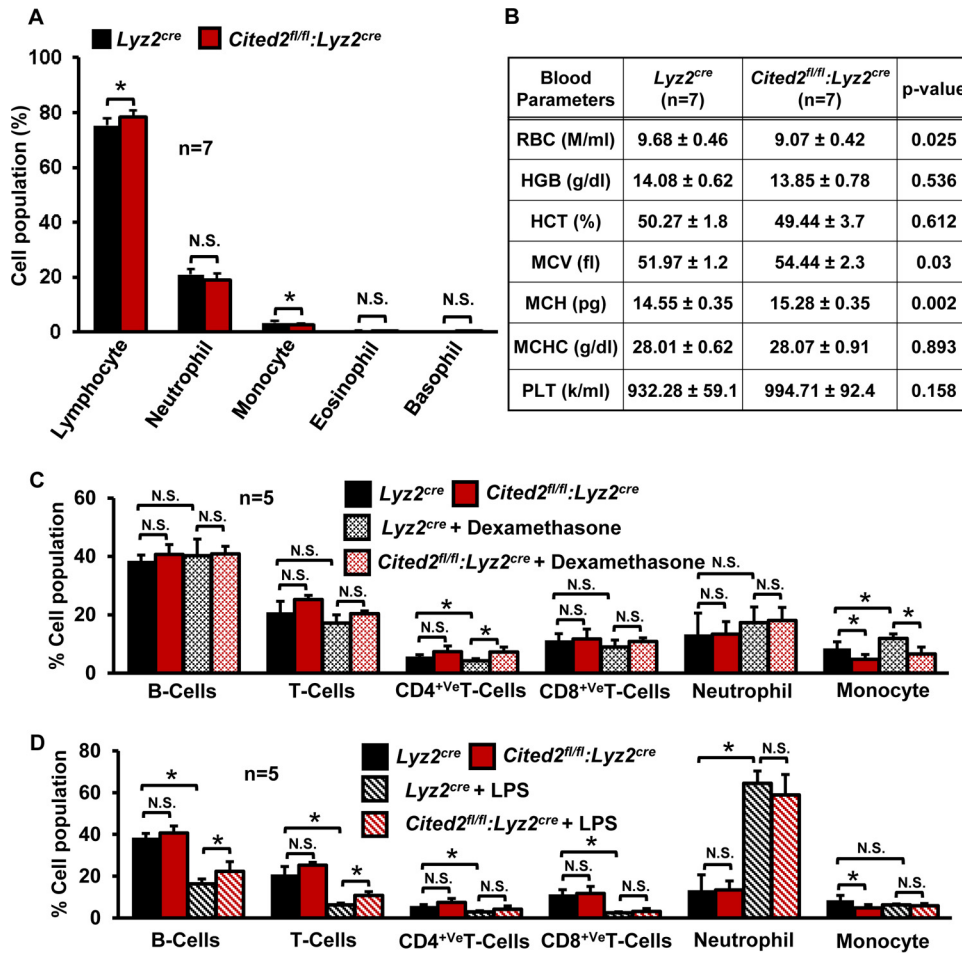 A
Lyz2cre
Cited2fl/fl:Lyz2cre
Cell population (%)
100
80
60
40
20
0
*
n=7
N.S.
*
N.S.
N.S.
Lymphocyte
Neutrophil
Monocyte
Eosinophil
Basophil
B
Blood Parameters
Lyz2cre (n=7)
Cited2fl/fl:Lyz2cre (n=7)
p-value
RBC (M/ml) 9.68 ± 0.46 9.07 ± 0.42 0.025
HGB (g/dl) 14.08 ± 0.62 13.85 ± 0.78 0.536
HCT (%) 50.27 ± 1.8 49.44 ± 3.7 0.612
MCV (fl) 51.97 ± 1.2 54.44 ± 2.3 0.03
MCH (pg) 14.55 ± 0.35 15.28 ± 0.35 0.002
MCHC (g/dl) 28.01 ± 0.62 28.07 ± 0.91 0.893
PLT (k/ml) 932.28 ± 59.1 994.71 ± 92.4 0.158
C
n=5
Lyz2cre
Cited2fl/fl:Lyz2cre
Lyz2cre + Dexamethasone
Cited2fl/fl:Lyz2cre + Dexamethasone
% Cell population
60
40
20
0
N.S.
N.S.
N.S.
N.S.
N.S.
N.S.
*
N.S.
*
N.S.
N.S.
N.S.
N.S.
N.S.
N.S.
*
*
*
B-Cells
T-Cells
CD4+VeT-Cells
CD8+VeT-Cells
Neutrophil
Monocyte
D
n=5
Lyz2cre
Cited2fl/fl:Lyz2cre
Lyz2cre + LPS
Cited2fl/fl:Lyz2cre + LPS
% Cell population
80
60
40
20
0
*
N.S.
*
*
N.S.
*
*
N.S.
N.S.
*
N.S.
N.S.
*
N.S.
N.S.
N.S.
*
N.S.
B-Cells
T-Cells
CD4+VeT-Cells
CD8+VeT-Cells
Neutrophil
Monocyte